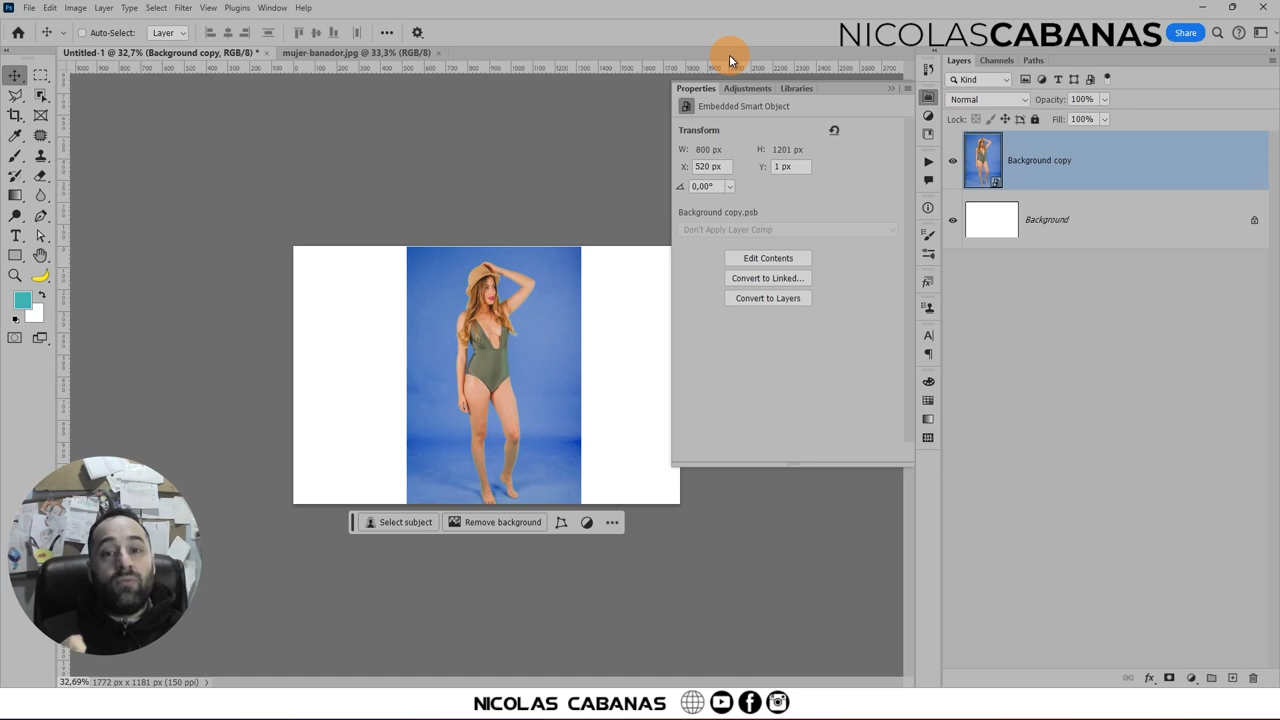 File Edit Image Layer Type Select Filter View Plugins Window Help
Auto-Select: Layer
NICOLASCABANAS
Share
Untitled-1 @ 32,7% (Background copy, RGB/8) *
mujer-banador.jpg @ 33,3% (RGB/8)
Properties Adjustments Libraries
Embedded Smart Object
Transform
W: 800 px H: 1201 px
X: 520 px Y: 1 px
0,00°
Background copy.psb
Don't Apply Layer Comp
Edit Contents
Convert to Linked...
Convert to Layers
Layers Channels Paths
Kind
Normal Opacity: 100%
Lock: Fill: 100%
Background copy
Background
Select subject Remove background
32,69% 1772 px x 1181 px (150 ppi)
NICOLAS CABANAS